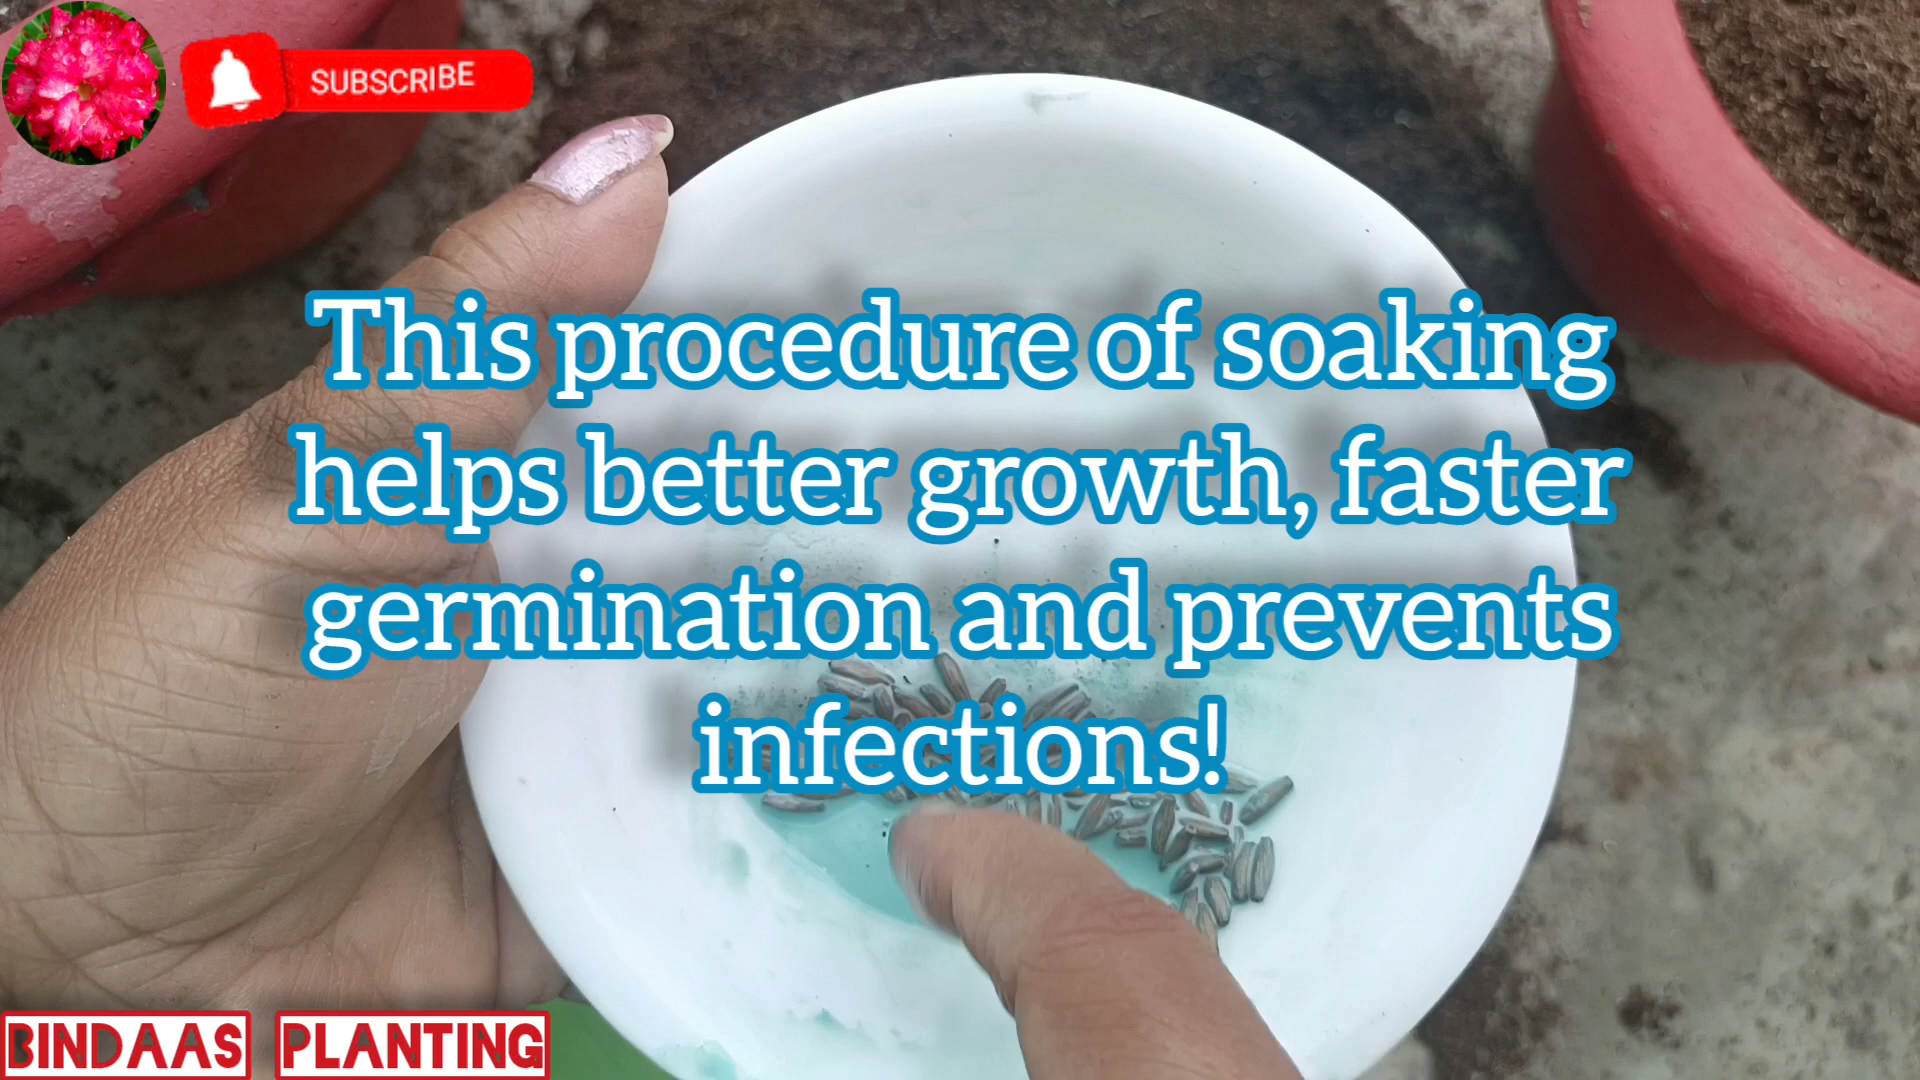 SUBSCRIBE
This procedure of soaking
helps better growth, faster
germination and prevents
infections!
BINDAAS PLANTING